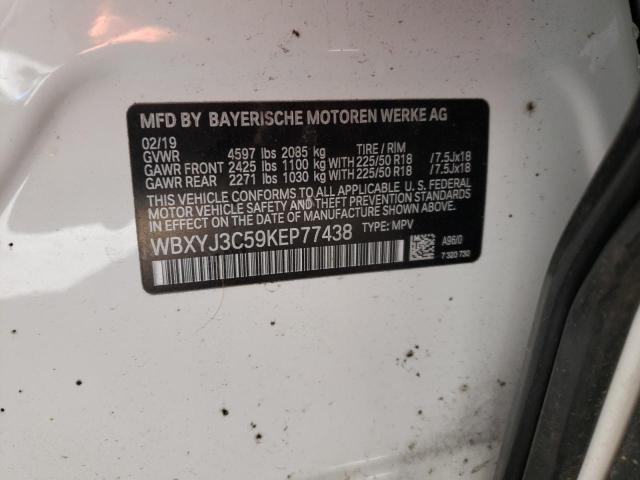 MFD BY BAYERISCHE MOTOREN WERKE AG
02/19 TIRE / RIM
GVWR 4597 lbs 2085 kg
GAWR FRONT 2425 lbs 1100 kg WITH 225/50 R18 /7.5Jx18
GAWR REAR 2271 lbs 1030 kg WITH 225/50 R18 /7.5Jx18
THIS VEHICLE CONFORMS TO ALL APPLICABLE U. S. FEDERAL
MOTOR VEHICLE SAFETY AND THEFT PREVENTION STANDARDS
IN EFFECT ON THE DATE OF MANUFACTURE SHOWN ABOVE.
WBXYJ3C59KEP77438 TYPE: MPV
A96/0
7 320 732